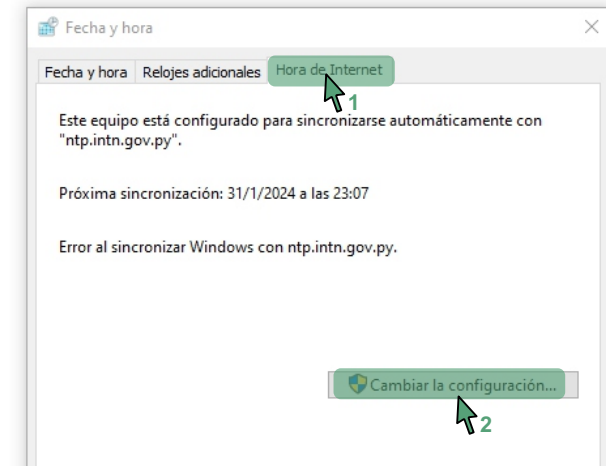 Fecha y hora
Fecha y hora Relojes adicionales Hora de Internet
1
Este equipo está configurado para sincronizarse automáticamente con
"ntp.intn.gov.py".
Próxima sincronización: 31/1/2024 a las 23:07
Error al sincronizar Windows con ntp.intn.gov.py.
Cambiar la configuración...
2